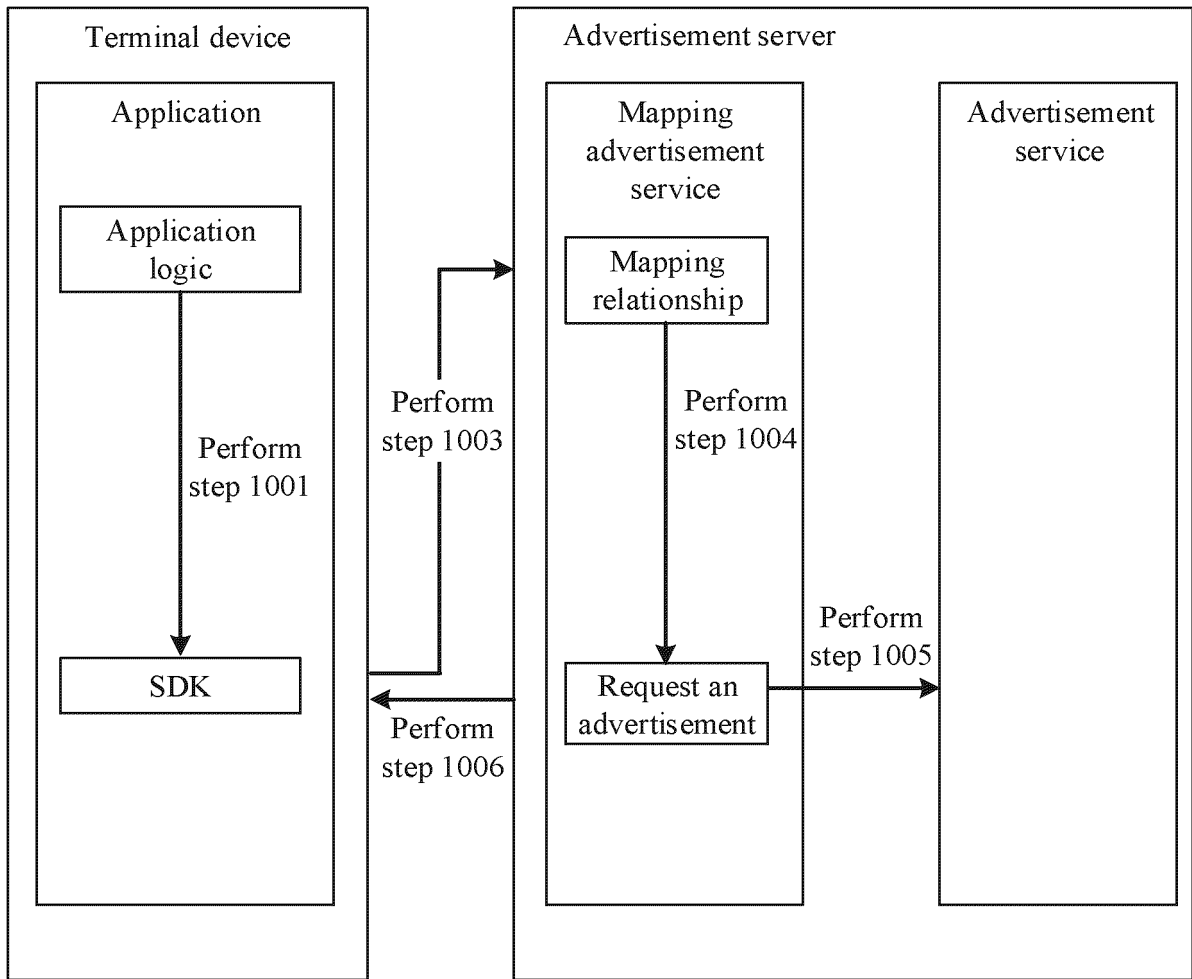 Terminal device
Application
Application
logic
Perform
step 1001
SDK
Perform
step 1003
Perform
step 1006
Advertisement server
Mapping
advertisement
service
Mapping
relationship
Perform
step 1004
Request an
advertisement
Perform
step 1005
Advertisement
service